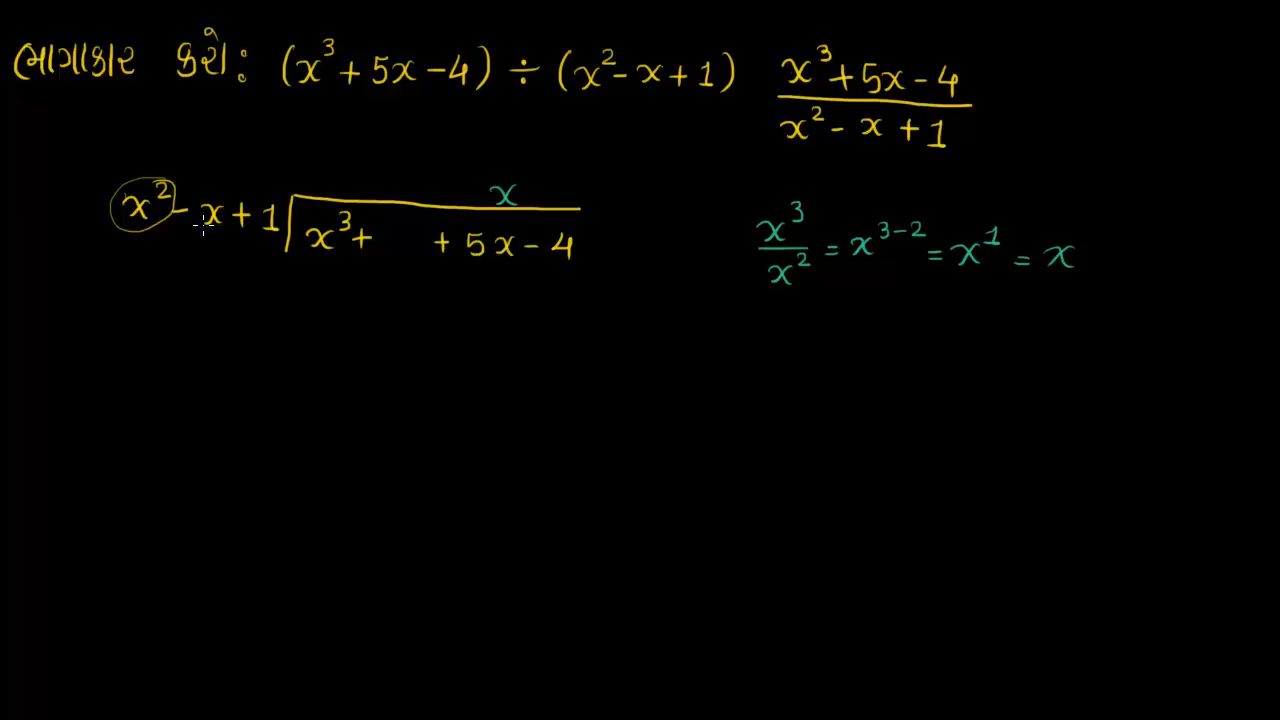 ભાગાકાર કરો: (x³ + 5x - 4) ÷ (x² - x + 1) (x³ + 5x - 4)/(x² - x + 1)
x
x² - x + 1 | x³ +   + 5x - 4
x³/x² = x³⁻² = x¹ = x